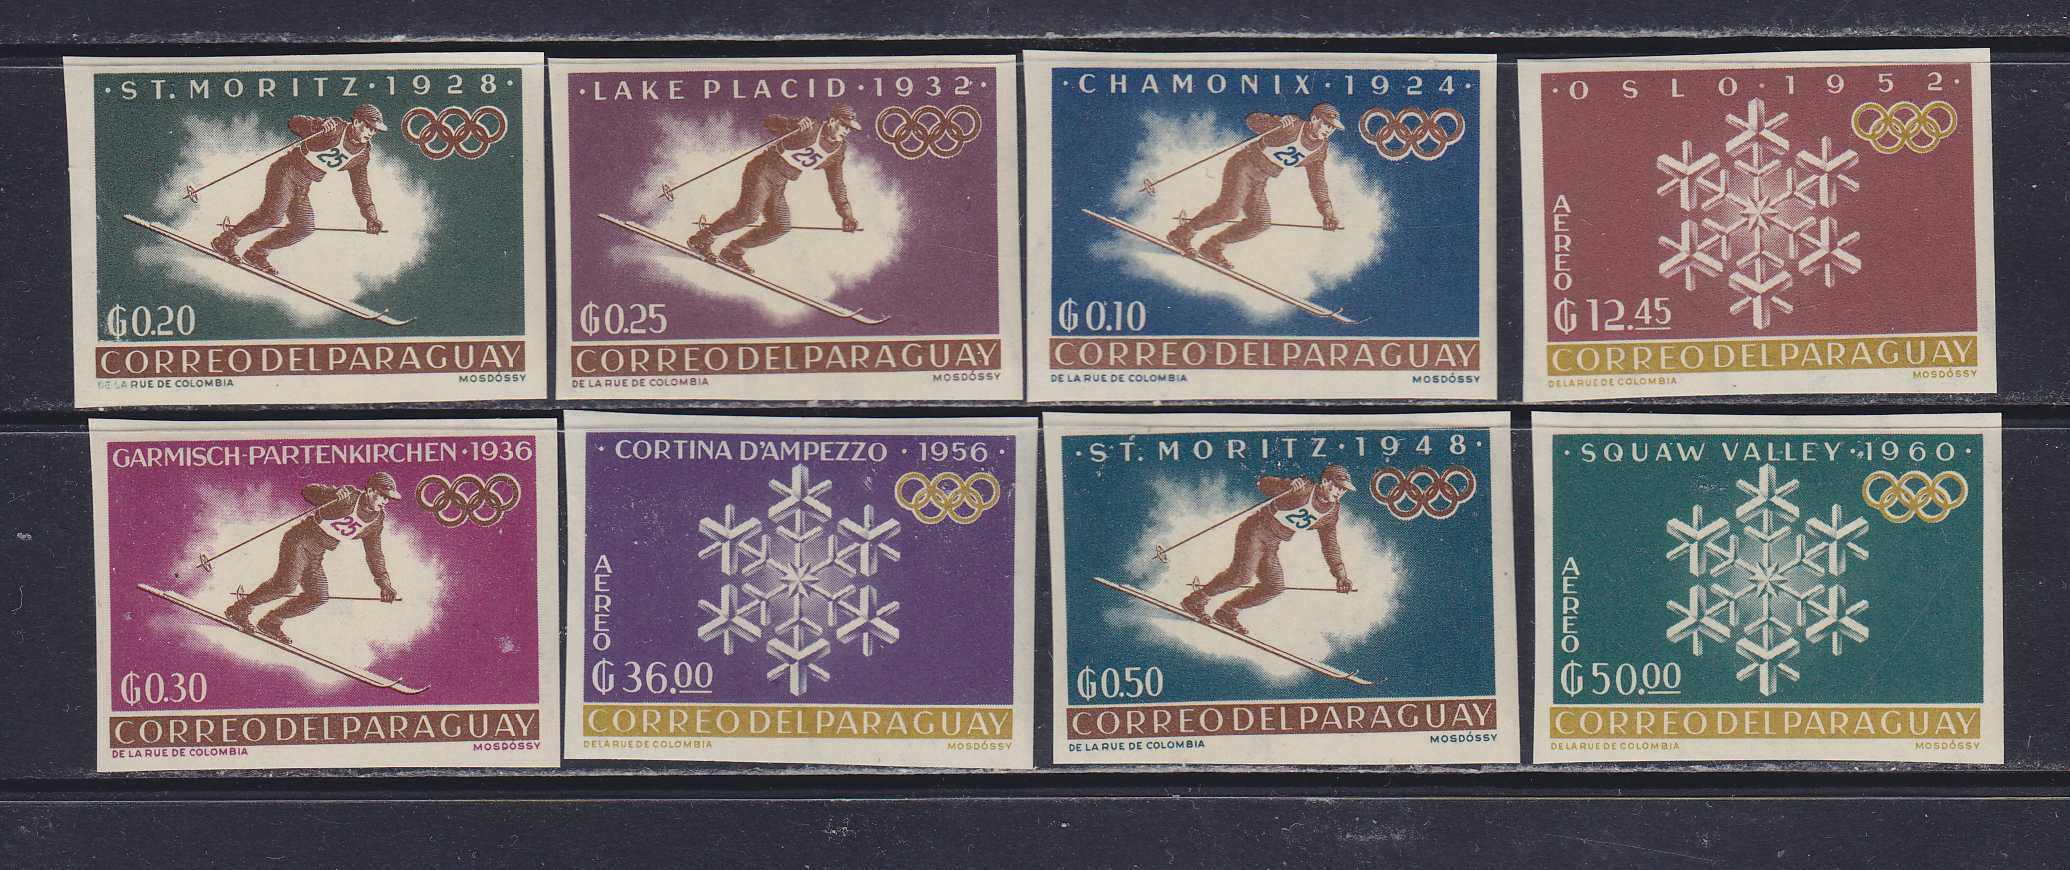 · ST. MORITZ · 1928 ·
25
₲0.20
CORREO DEL PARAGUAY
DE LA RUE DE COLOMBIA MOSDÓSSY
· LAKE PLACID · 1932 ·
25
₲0.25
CORREO DEL PARAGUAY
DE LA RUE DE COLOMBIA MOSDÓSSY
· CHAMONIX · 1924 ·
25
₲0.10
CORREO DEL PARAGUAY
DE LA RUE DE COLOMBIA MOSDÓSSY
· OSLO · 1952 ·
AEREO
₲12.45
CORREO DEL PARAGUAY
DE LA RUE DE COLOMBIA MOSDÓSSY
GARMISCH-PARTENKIRCHEN · 1936
25
₲0.30
CORREO DEL PARAGUAY
DE LA RUE DE COLOMBIA MOSDÓSSY
· CORTINA D'AMPEZZO · 1956 ·
AEREO
₲36.00
CORREO DEL PARAGUAY
DE LA RUE DE COLOMBIA MOSDÓSSY
· ST. MORITZ · 1948 ·
25
₲0.50
CORREO DEL PARAGUAY
DE LA RUE DE COLOMBIA MOSDÓSSY
· SQUAW VALLEY · 1960 ·
AEREO
₲50.00
CORREO DEL PARAGUAY
DE LA RUE DE COLOMBIA MOSDÓSSY